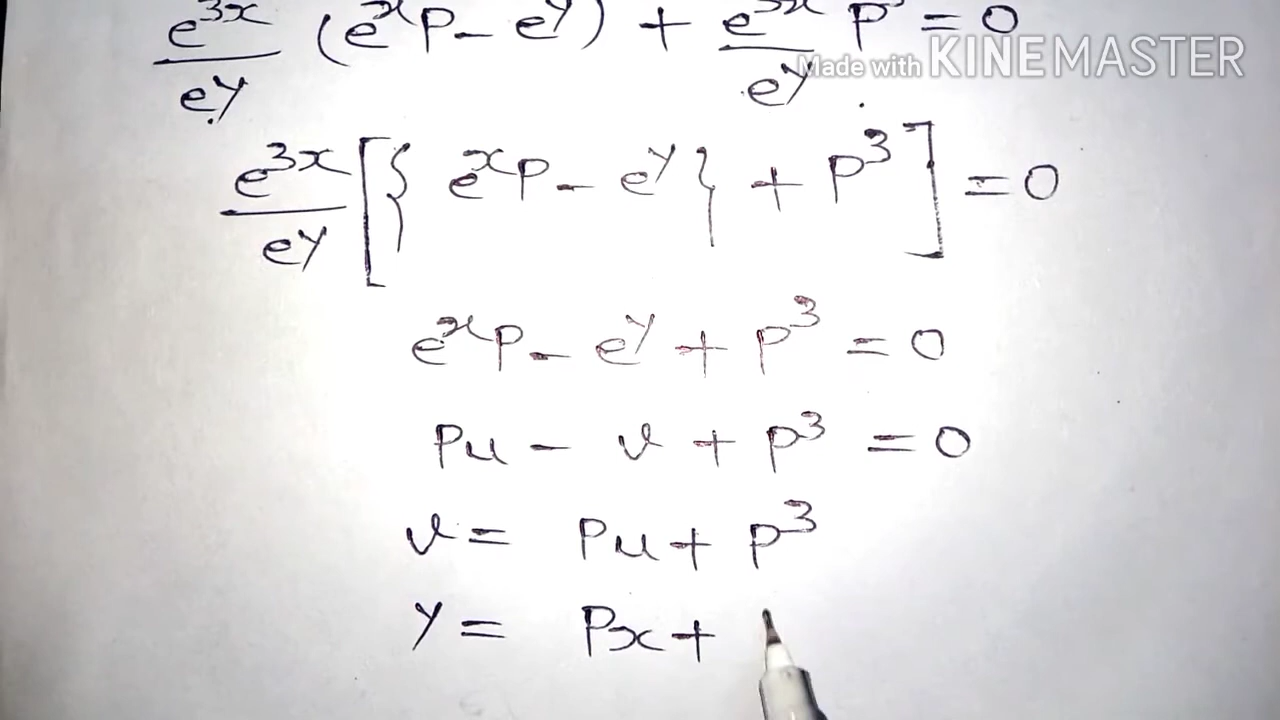 e^{3x}/e^y (e^x P - e^y) + e^{3x}/e^y P^3 = 0
Made with KINEMASTER
e^{3x}/e^y [{ e^x P - e^y } + P^3 ] = 0
e^x P - e^y + P^3 = 0
Pu - v + P^3 = 0
v = Pu + P^3
y = Px +